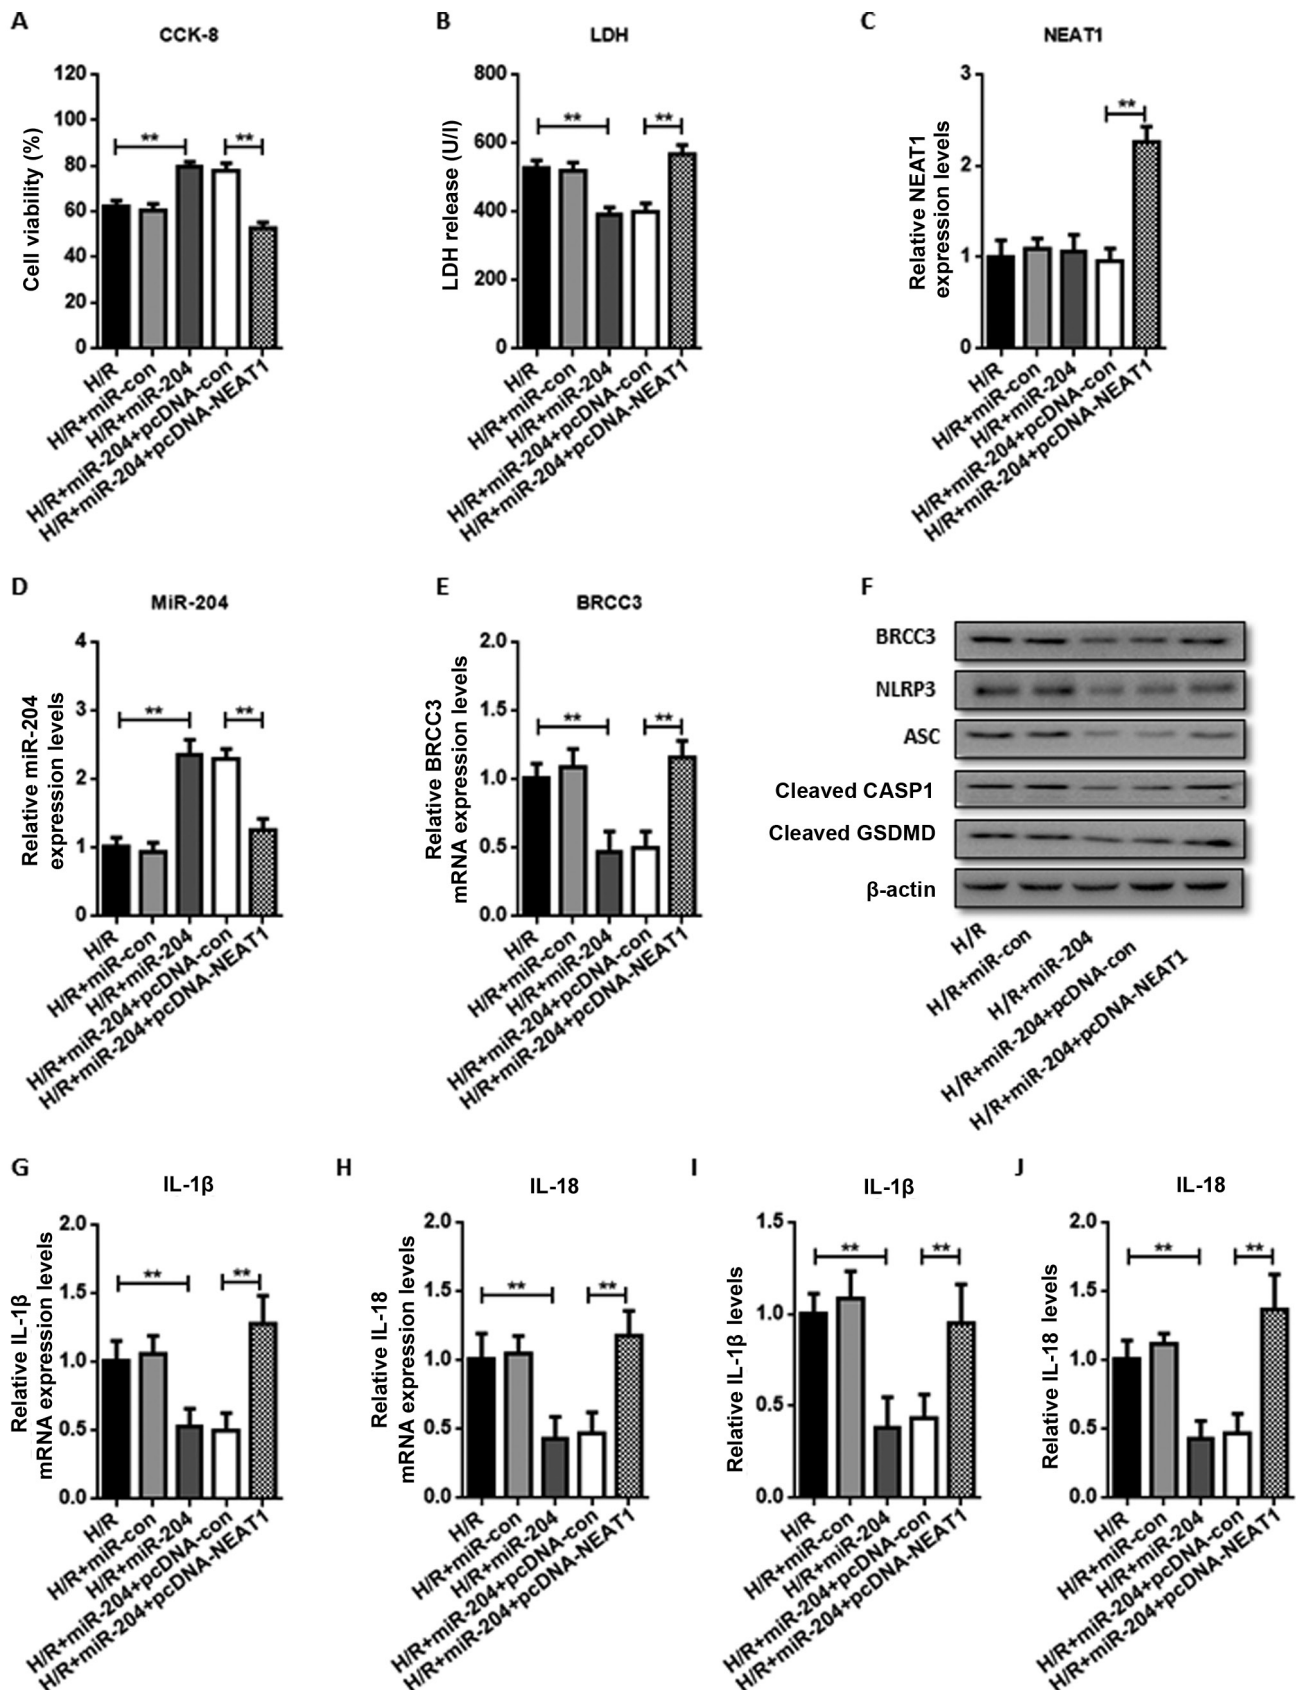 A
CCK-8
Cell viability (%)
120
100
80
60
40
20
0
**
**
H/R
H/R+miR-con
H/R+miR-204
H/R+miR-204+pcDNA-con
H/R+miR-204+pcDNA-NEAT1
B
LDH
LDH release (U/l)
800
600
400
200
0
**
**
H/R
H/R+miR-con
H/R+miR-204
H/R+miR-204+pcDNA-con
H/R+miR-204+pcDNA-NEAT1
C
NEAT1
Relative NEAT1
expression levels
3
2
1
0
**
H/R
H/R+miR-con
H/R+miR-204
H/R+miR-204+pcDNA-con
H/R+miR-204+pcDNA-NEAT1
D
MiR-204
Relative miR-204
expression levels
4
3
2
1
0
**
**
H/R
H/R+miR-con
H/R+miR-204
H/R+miR-204+pcDNA-con
H/R+miR-204+pcDNA-NEAT1
E
BRCC3
Relative BRCC3
mRNA expression levels
2.0
1.5
1.0
0.5
0.0
**
**
H/R
H/R+miR-con
H/R+miR-204
H/R+miR-204+pcDNA-con
H/R+miR-204+pcDNA-NEAT1
F
BRCC3
NLRP3
ASC
Cleaved CASP1
Cleaved GSDMD
β-actin
H/R
H/R+miR-con
H/R+miR-204
H/R+miR-204+pcDNA-con
H/R+miR-204+pcDNA-NEAT1
G
IL-1β
Relative IL-1β
mRNA expression levels
2.0
1.5
1.0
0.5
0.0
**
**
H/R
H/R+miR-con
H/R+miR-204
H/R+miR-204+pcDNA-con
H/R+miR-204+pcDNA-NEAT1
H
IL-18
Relative IL-18
mRNA expression levels
2.0
1.5
1.0
0.5
0.0
**
**
H/R
H/R+miR-con
H/R+miR-204
H/R+miR-204+pcDNA-con
H/R+miR-204+pcDNA-NEAT1
I
IL-1β
Relative IL-1β levels
1.5
1.0
0.5
0.0
**
**
H/R
H/R+miR-con
H/R+miR-204
H/R+miR-204+pcDNA-con
H/R+miR-204+pcDNA-NEAT1
J
IL-18
Relative IL-18 levels
2.0
1.5
1.0
0.5
0.0
**
**
H/R
H/R+miR-con
H/R+miR-204
H/R+miR-204+pcDNA-con
H/R+miR-204+pcDNA-NEAT1